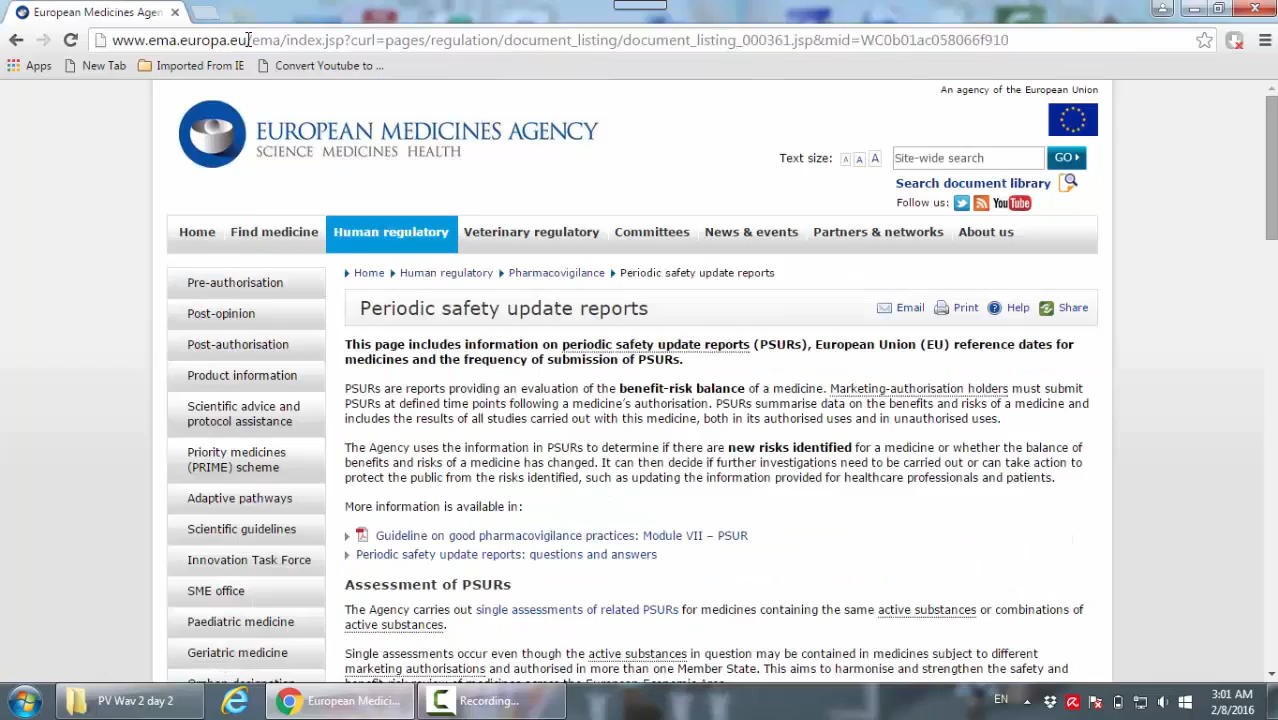 European Medicines Agen
www.ema.europa.eu/ema/index.jsp?curl=pages/regulation/document_listing/document_listing_000361.jsp&mid=WC0b01ac058066f910
Apps New Tab Imported From IE Convert Youtube to ...
An agency of the European Union
EUROPEAN MEDICINES AGENCY
SCIENCE MEDICINES HEALTH
Text size: A A A Site-wide search GO
Search document library
Follow us: You Tube
Home Find medicine Human regulatory Veterinary regulatory Committees News & events Partners & networks About us
Home Human regulatory Pharmacovigilance Periodic safety update reports
Pre-authorisation
Post-opinion
Post-authorisation
Product information
Scientific advice and
protocol assistance
Priority medicines
(PRIME) scheme
Adaptive pathways
Scientific guidelines
Innovation Task Force
SME office
Paediatric medicine
Geriatric medicine
Periodic safety update reports Email Print Help Share
This page includes information on periodic safety update reports (PSURs), European Union (EU) reference dates for
medicines and the frequency of submission of PSURs.
PSURs are reports providing an evaluation of the benefit-risk balance of a medicine. Marketing-authorisation holders must submit
PSURs at defined time points following a medicine's authorisation. PSURs summarise data on the benefits and risks of a medicine and
includes the results of all studies carried out with this medicine, both in its authorised uses and in unauthorised uses.
The Agency uses the information in PSURs to determine if there are new risks identified for a medicine or whether the balance of
benefits and risks of a medicine has changed. It can then decide if further investigations need to be carried out or can take action to
protect the public from the risks identified, such as updating the information provided for healthcare professionals and patients.
More information is available in:
Guideline on good pharmacovigilance practices: Module VII – PSUR
Periodic safety update reports: questions and answers
Assessment of PSURs
The Agency carries out single assessments of related PSURs for medicines containing the same active substances or combinations of
active substances.
Single assessments occur even though the active substances in question may be contained in medicines subject to different
marketing authorisations and authorised in more than one Member State. This aims to harmonise and strengthen the safety and
PV Wav 2 day 2 European Medici... Recording... EN 3:01 AM
2/8/2016